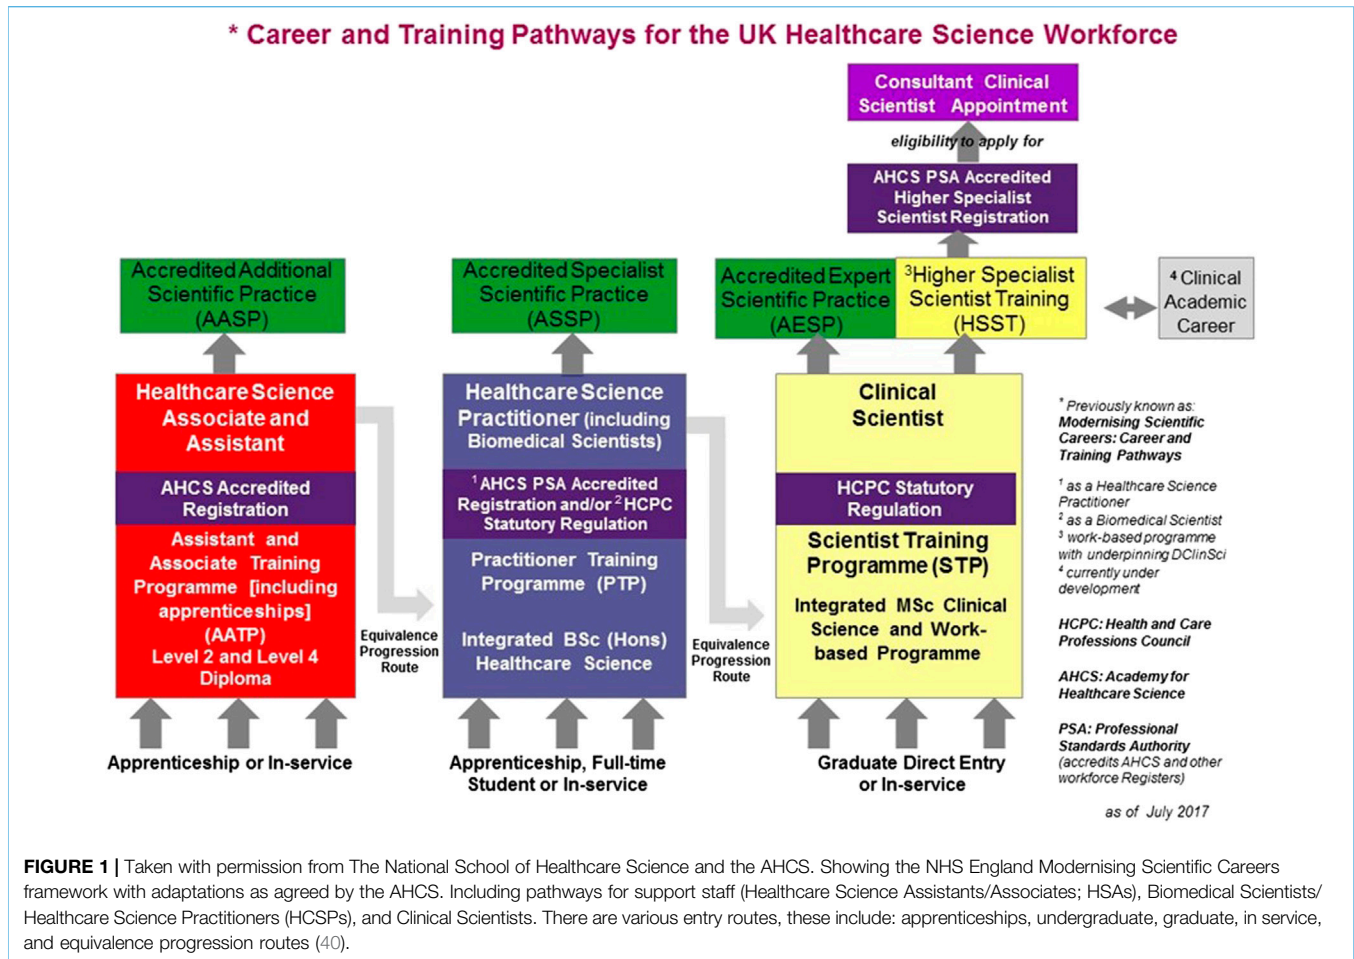 * Career and Training Pathways for the UK Healthcare Science Workforce
Consultant Clinical
Scientist Appointment
eligibility to apply for
AHCS PSA Accredited
Higher Specialist
Scientist Registration
Accredited Additional
Scientific Practice
(AASP)
Accredited Specialist
Scientific Practice
(ASSP)
Accredited Expert
Scientific Practice
(AESP)
³Higher Specialist
Scientist Training
(HSST)
⁴ Clinical
Academic
Career
Healthcare Science
Associate and
Assistant
AHCS Accredited
Registration
Assistant and
Associate Training
Programme [including
apprenticeships]
(AATP)
Level 2 and Level 4
Diploma
Apprenticeship or In-service
Equivalence
Progression
Route
Healthcare Science
Practitioner (including
Biomedical Scientists)
¹AHCS PSA Accredited
Registration and/or ²HCPC
Statutory Regulation
Practitioner Training
Programme (PTP)
Integrated BSc (Hons)
Healthcare Science
Apprenticeship, Full-time
Student or In-service
Equivalence
Progression
Route
Clinical
Scientist
HCPC Statutory
Regulation
Scientist Training
Programme (STP)
Integrated MSc Clinical
Science and Work-
based Programme
Graduate Direct Entry
or In-service
* Previously known as:
Modernising Scientific
Careers: Career and
Training Pathways
¹ as a Healthcare Science
Practitioner
² as a Biomedical Scientist
³ work-based programme
with underpinning DClinSci
⁴ currently under
development
HCPC: Health and Care
Professions Council
AHCS: Academy for
Healthcare Science
PSA: Professional
Standards Authority
(accredits AHCS and other
workforce Registers)
as of July 2017
FIGURE 1 | Taken with permission from The National School of Healthcare Science and the AHCS. Showing the NHS England Modernising Scientific Careers
framework with adaptations as agreed by the AHCS. Including pathways for support staff (Healthcare Science Assistants/Associates; HSAs), Biomedical Scientists/
Healthcare Science Practitioners (HCSPs), and Clinical Scientists. There are various entry routes, these include: apprenticeships, undergraduate, graduate, in service,
and equivalence progression routes (40).